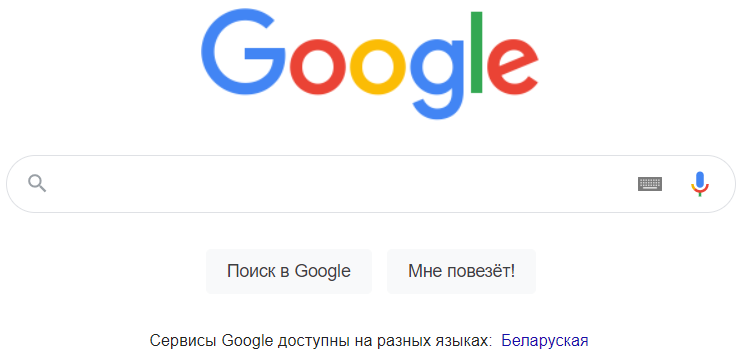 Google
Поиск в Google Мне повезёт!
Сервисы Google доступны на разных языках: Беларуская